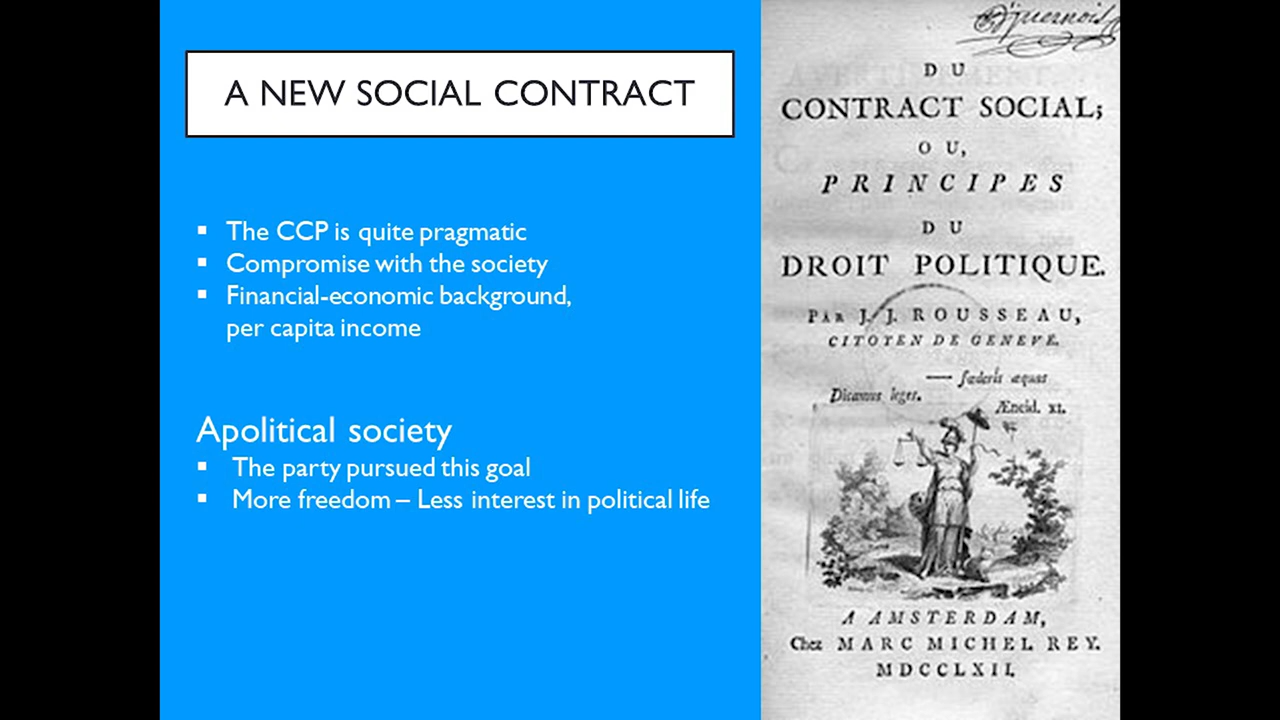 A NEW SOCIAL CONTRACT
▪ The CCP is quite pragmatic
▪ Compromise with the society
▪ Financial-economic background,
per capita income
Apolitical society
▪ The party pursued this goal
▪ More freedom – Less interest in political life
DU
CONTRACT SOCIAL;
OU,
PRINCIPES
DU
DROIT POLITIQUE.
PAR J. J. ROUSSEAU,
CITOYEN DE GENEVE.
— fœderis æquas
Dicamus leges.
Æneid. XI.
A AMSTERDAM,
Chez MARC MICHEL REY.
MDCCLXII.